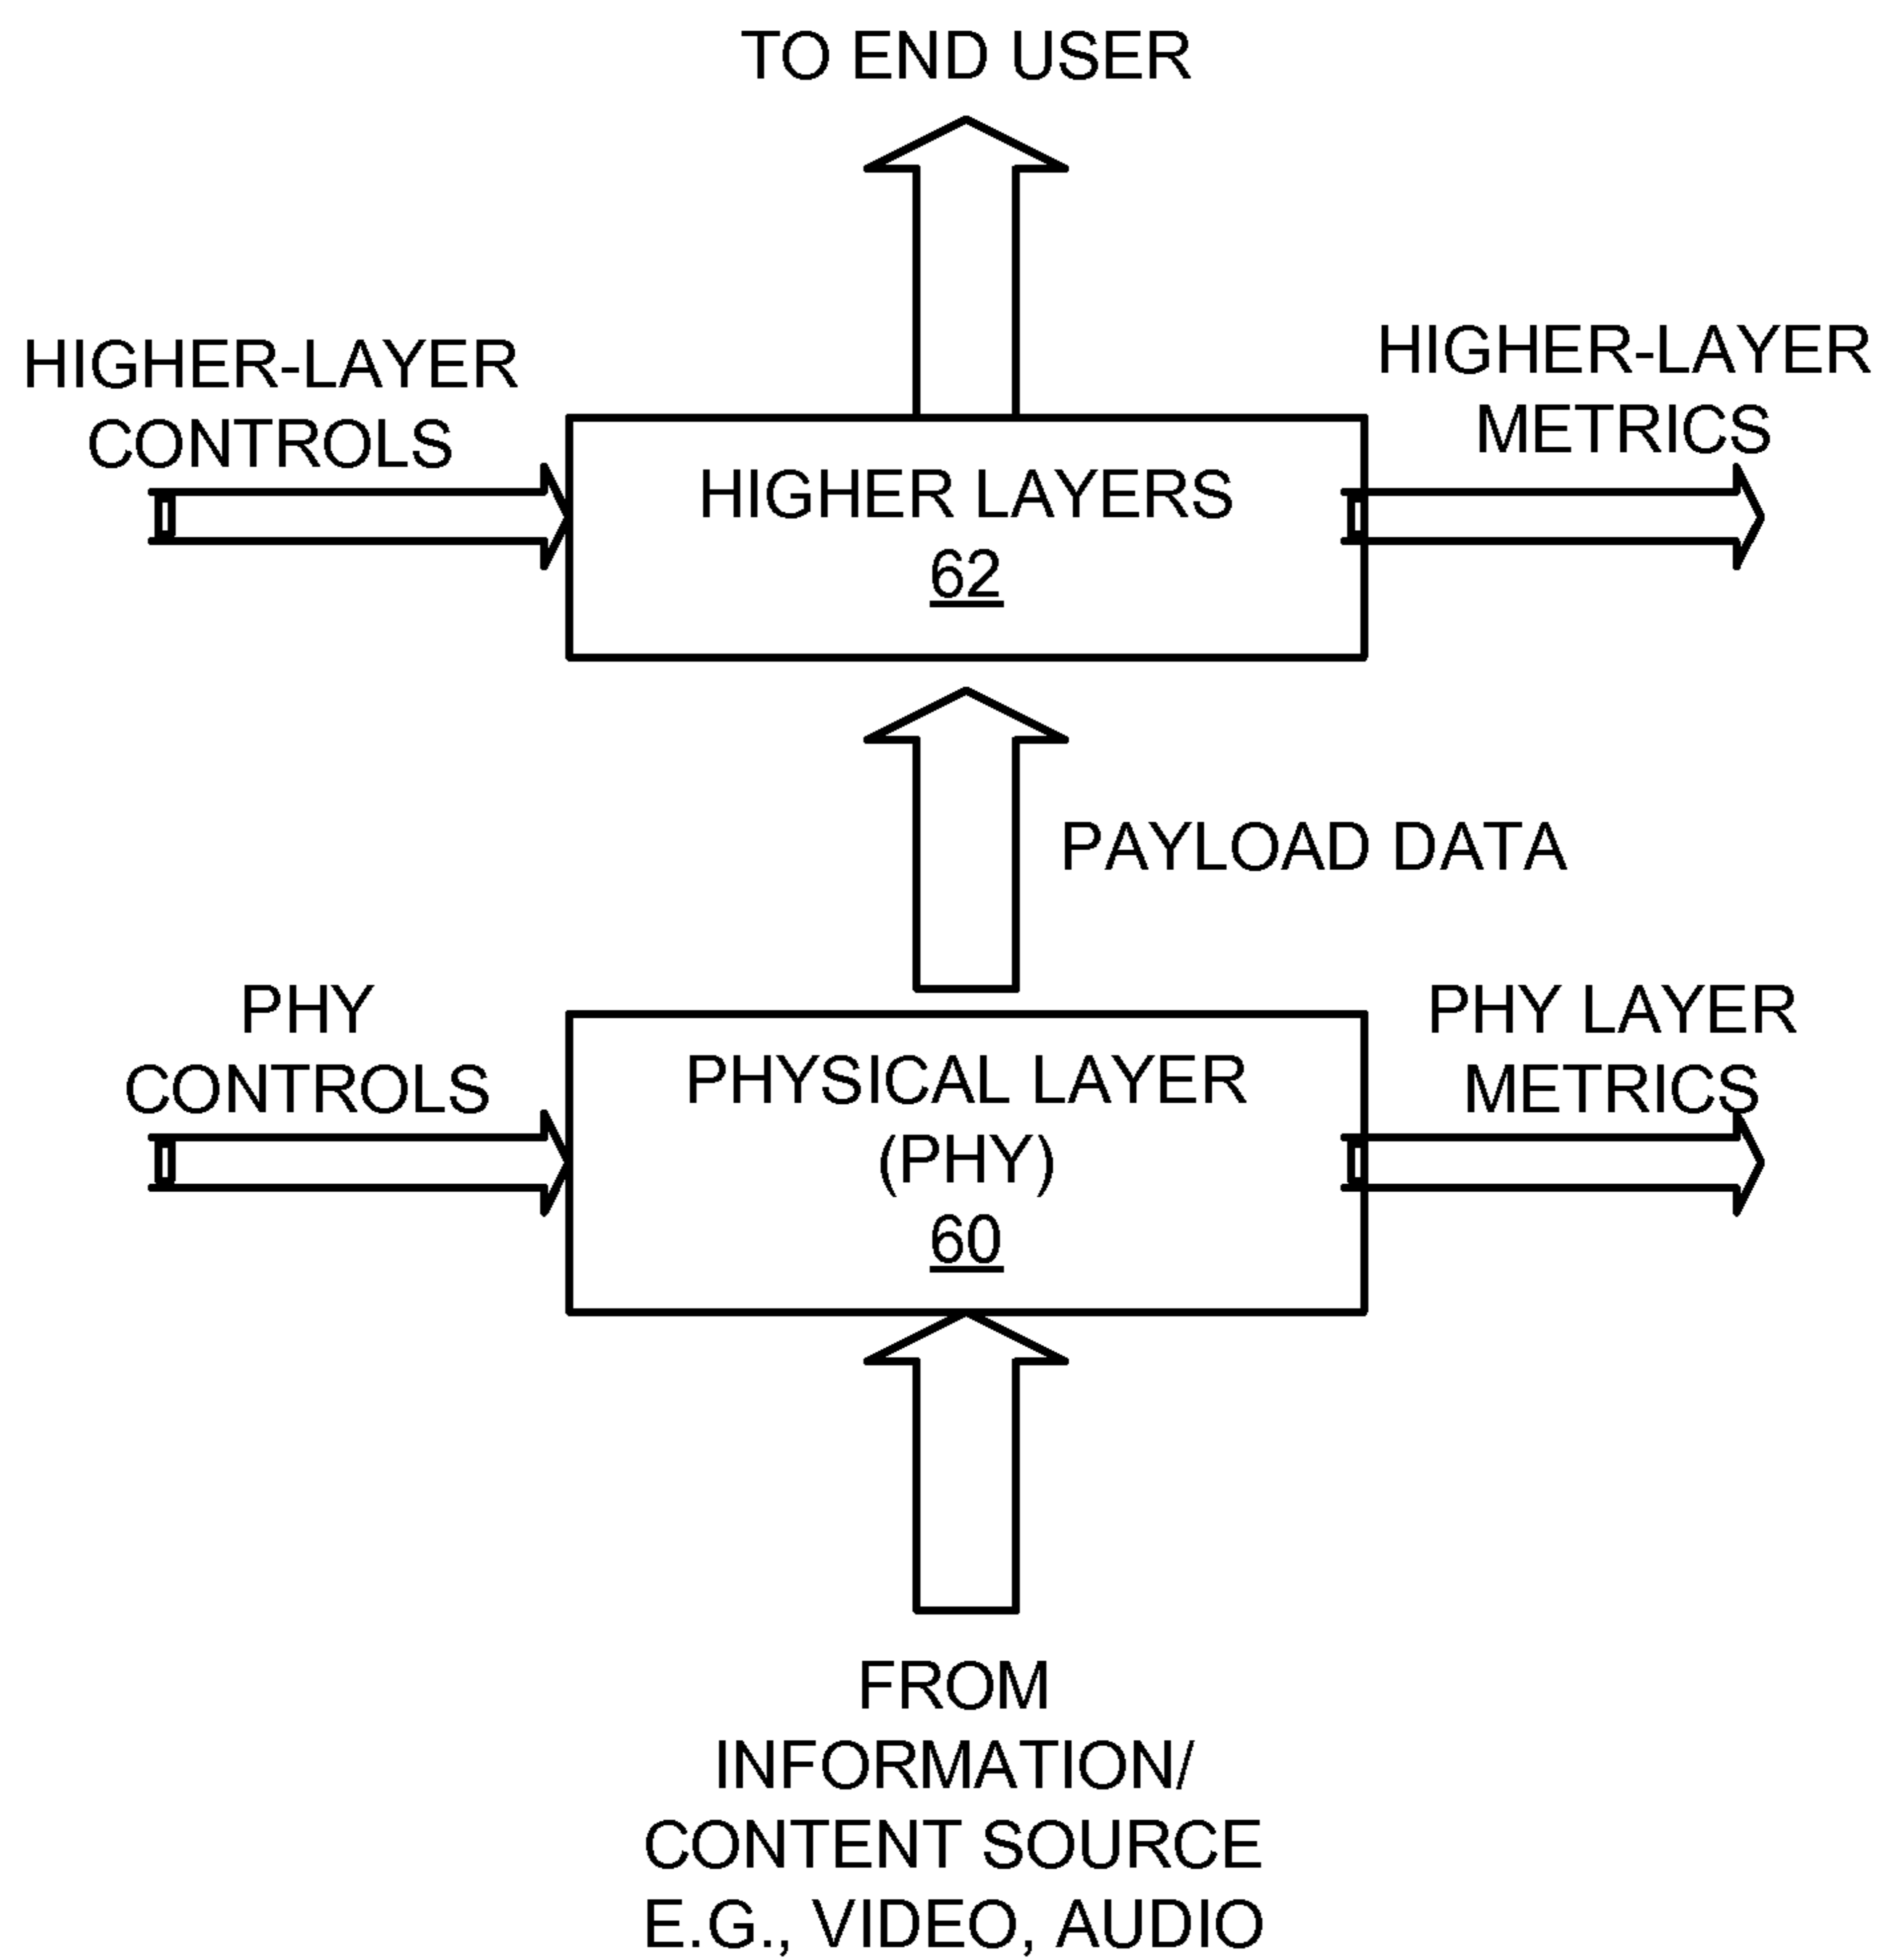 TO END USER
HIGHER-LAYER
CONTROLS
HIGHER-LAYER
METRICS
HIGHER LAYERS
62
PAYLOAD DATA
PHY
CONTROLS
PHY LAYER
METRICS
PHYSICAL LAYER
(PHY)
60
FROM
INFORMATION/
CONTENT SOURCE
E.G., VIDEO, AUDIO